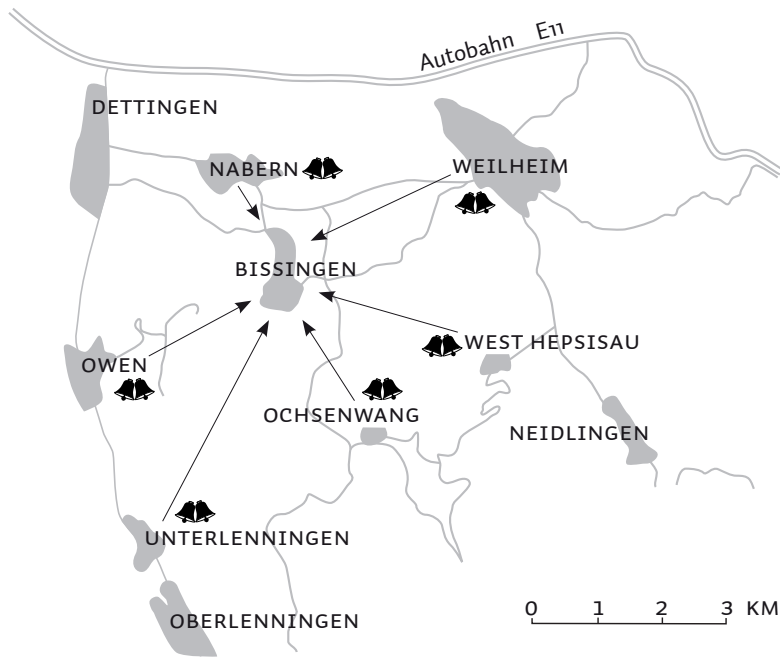 Autobahn E11
DETTINGEN
NABERN
WEILHEIM
BISSINGEN
WEST HEPSISAU
OWEN
OCHSENWANG
NEIDLINGEN
UNTERLENNINGEN
OBERLENNINGEN
0 1 2 3 KM